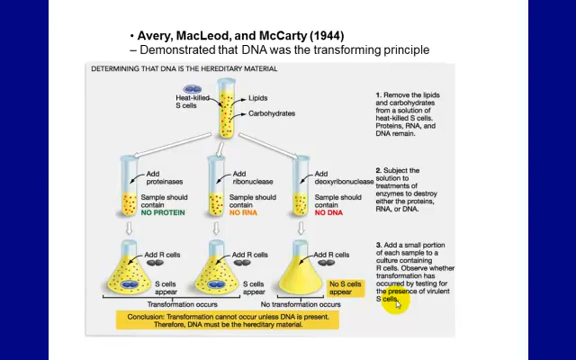 • Avery, MacLeod, and McCarty (1944)
– Demonstrated that DNA was the transforming principle
DETERMINING THAT DNA IS THE HEREDITARY MATERIAL
Heat-killed
S cells
Lipids
Carbohydrates
1. Remove the lipids
and carbohydrates
from a solution of
heat-killed S cells.
Proteins, RNA, and
DNA remain.
Add
proteinases
Sample should
contain
NO PROTEIN
Add
ribonuclease
Sample should
contain
NO RNA
Add
deoxyribonuclease
Sample should
contain
NO DNA
2. Subject the
solution to
treatments of
enzymes to destroy
either the proteins,
RNA, or DNA.
Add R cells
S cells
appear
Add R cells
S cells
appear
Add R cells
No S cells
appear
3. Add a small portion
of each sample to a
culture containing
R cells. Observe whether
transformation has
occurred by testing for
the presence of virulent
S cells.
Transformation occurs
No transformation occurs
Conclusion: Transformation cannot occur unless DNA is present.
Therefore, DNA must be the hereditary material.